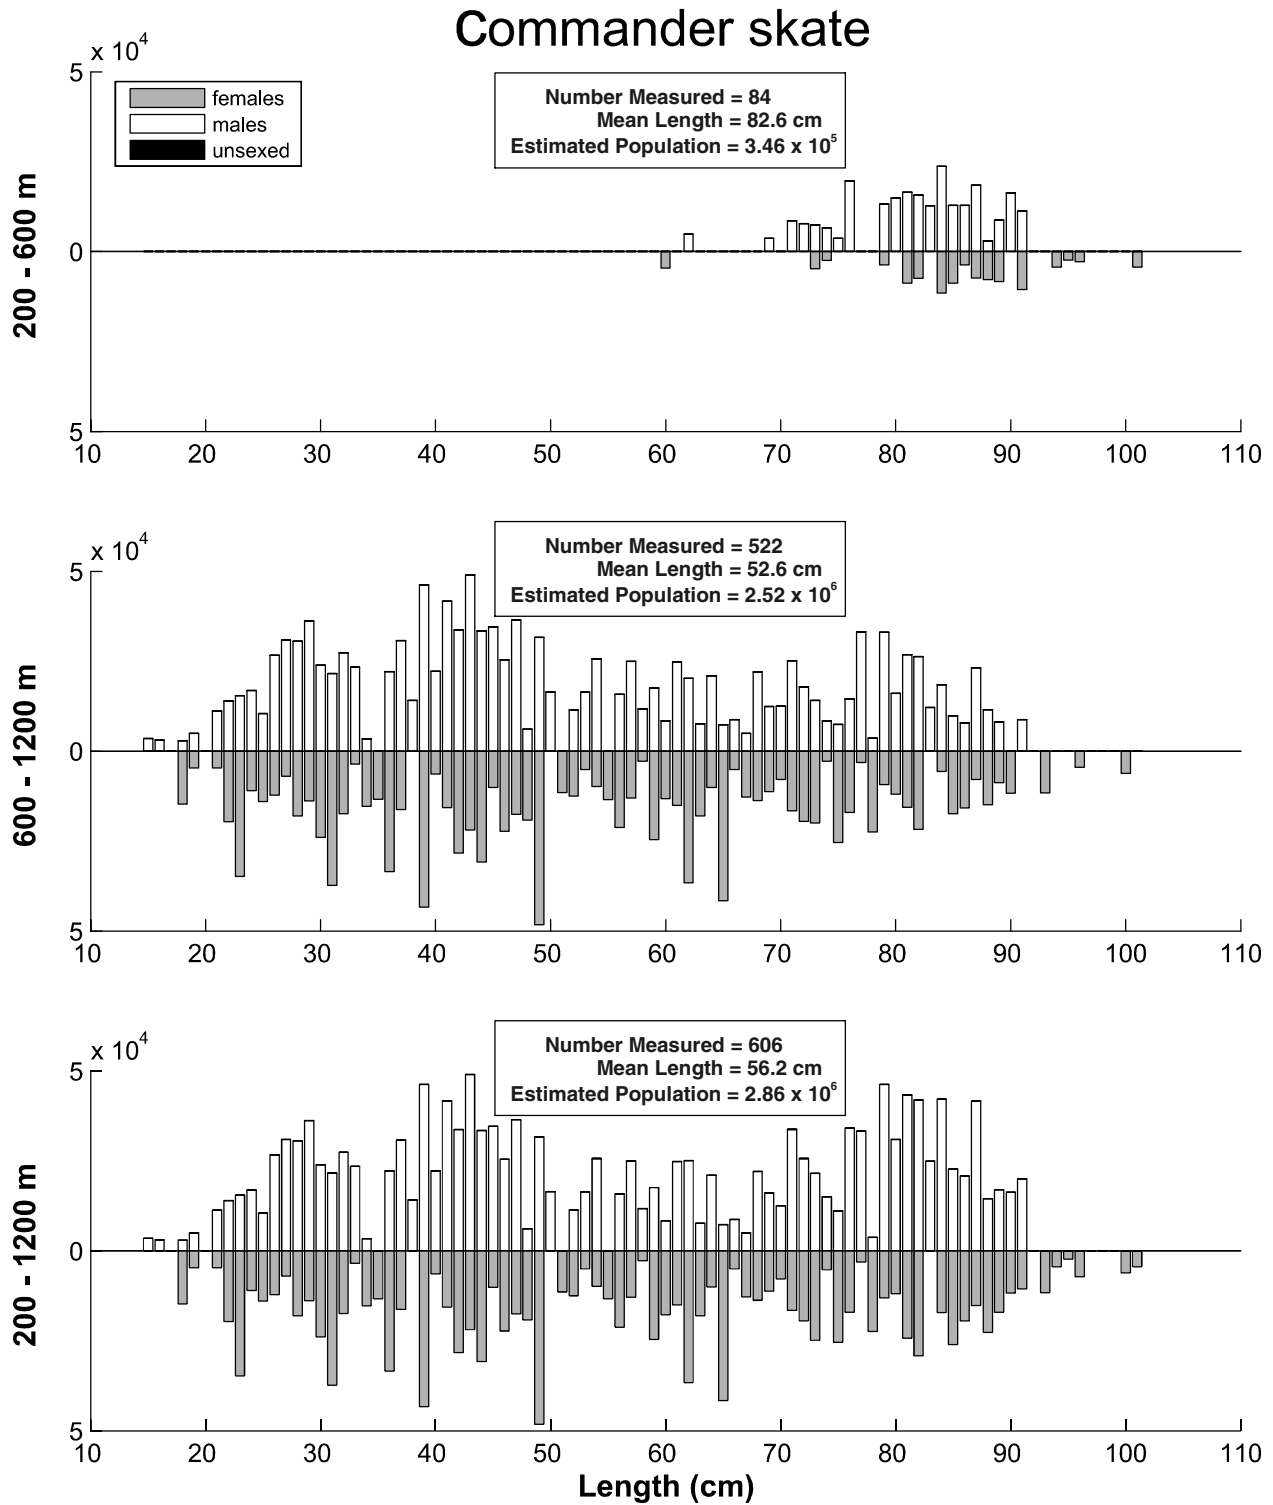 Commander skate
x 10^4
5
females
males
unsexed
Number Measured = 84
Mean Length = 82.6 cm
Estimated Population = 3.46 x 10^5
200 - 600 m
0
5
10 20 30 40 50 60 70 80 90 100 110
x 10^4
5
Number Measured = 522
Mean Length = 52.6 cm
Estimated Population = 2.52 x 10^6
600 - 1200 m
0
5
10 20 30 40 50 60 70 80 90 100 110
x 10^4
5
Number Measured = 606
Mean Length = 56.2 cm
Estimated Population = 2.86 x 10^6
200 - 1200 m
0
5
10 20 30 40 50 60 70 80 90 100 110
Length (cm)